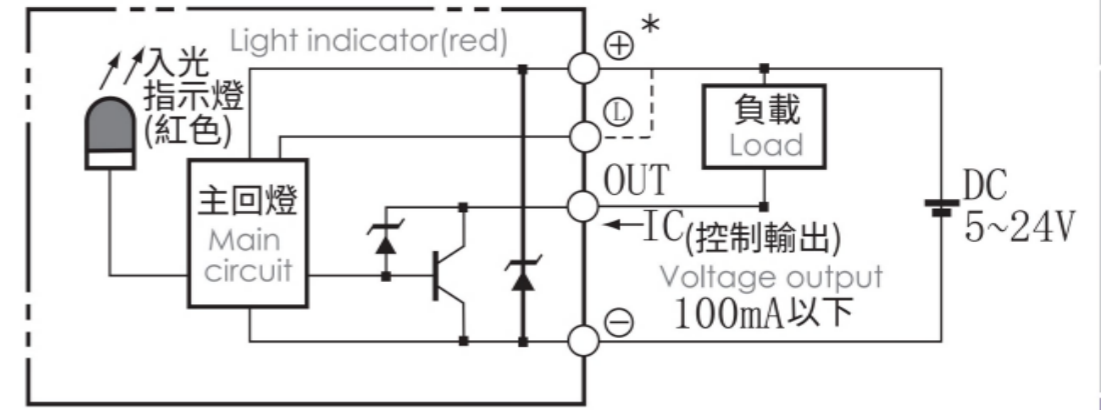 Light indicator(red)
入光
指示燈
(紅色)
主回燈
Main
circuit
⊕*
Ⓛ
OUT
IC(控制輸出)
Voltage output
100mA以下
⊖
負載
Load
DC
5~24V